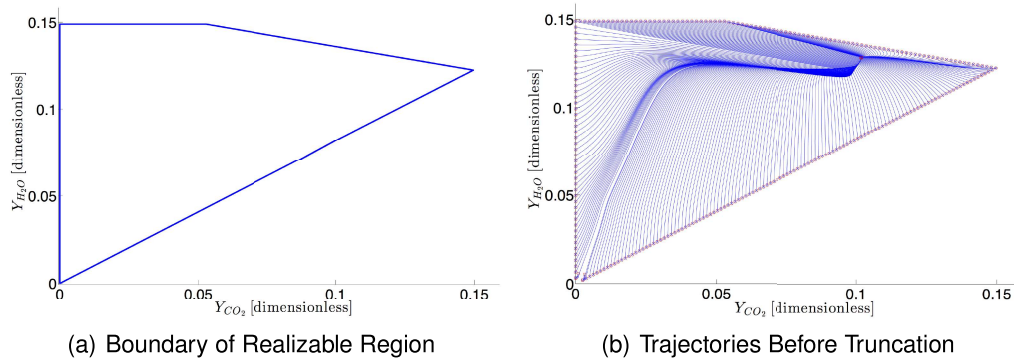 0.15
0.1
0.05
0
0
0.05
0.1
0.15
Y_{H_2O} [dimensionless]
Y_{CO_2} [dimensionless]
(a) Boundary of Realizable Region
0.15
0.1
0.05
0
0
0.05
0.1
0.15
Y_{H_2O} [dimensionless]
Y_{CO_2} [dimensionless]
(b) Trajectories Before Truncation